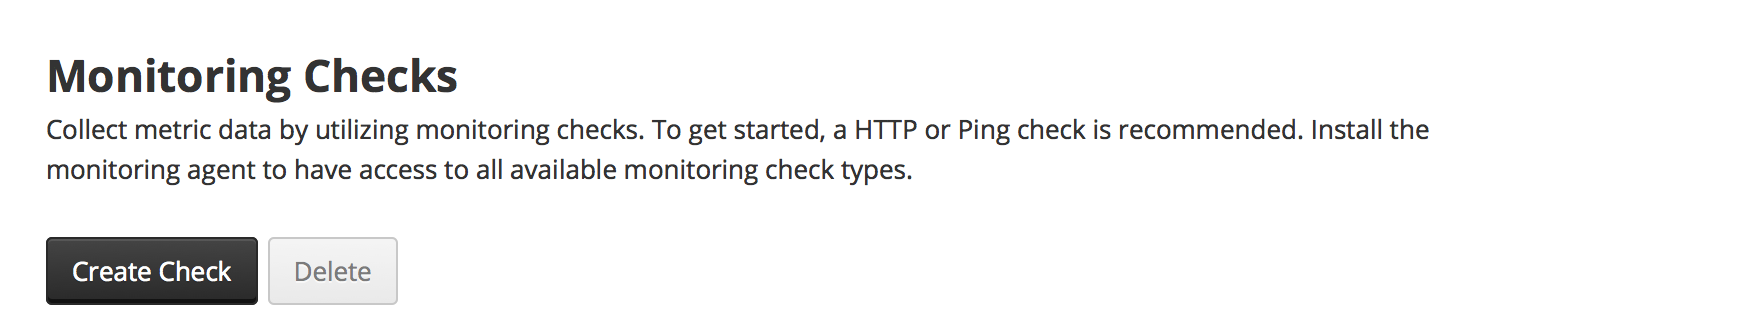 Monitoring Checks
Collect metric data by utilizing monitoring checks. To get started, a HTTP or Ping check is recommended. Install the
monitoring agent to have access to all available monitoring check types.
Create Check Delete